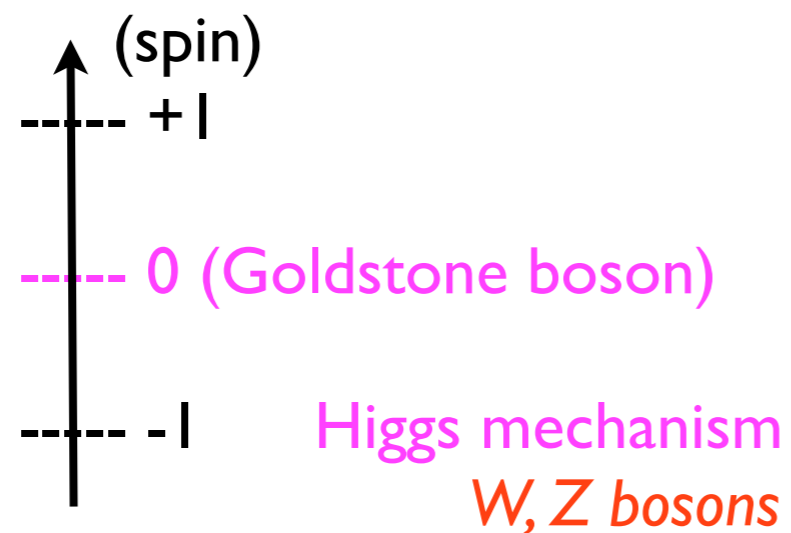 (spin)
+1
0 (Goldstone boson)
-1
Higgs mechanism
W, Z bosons